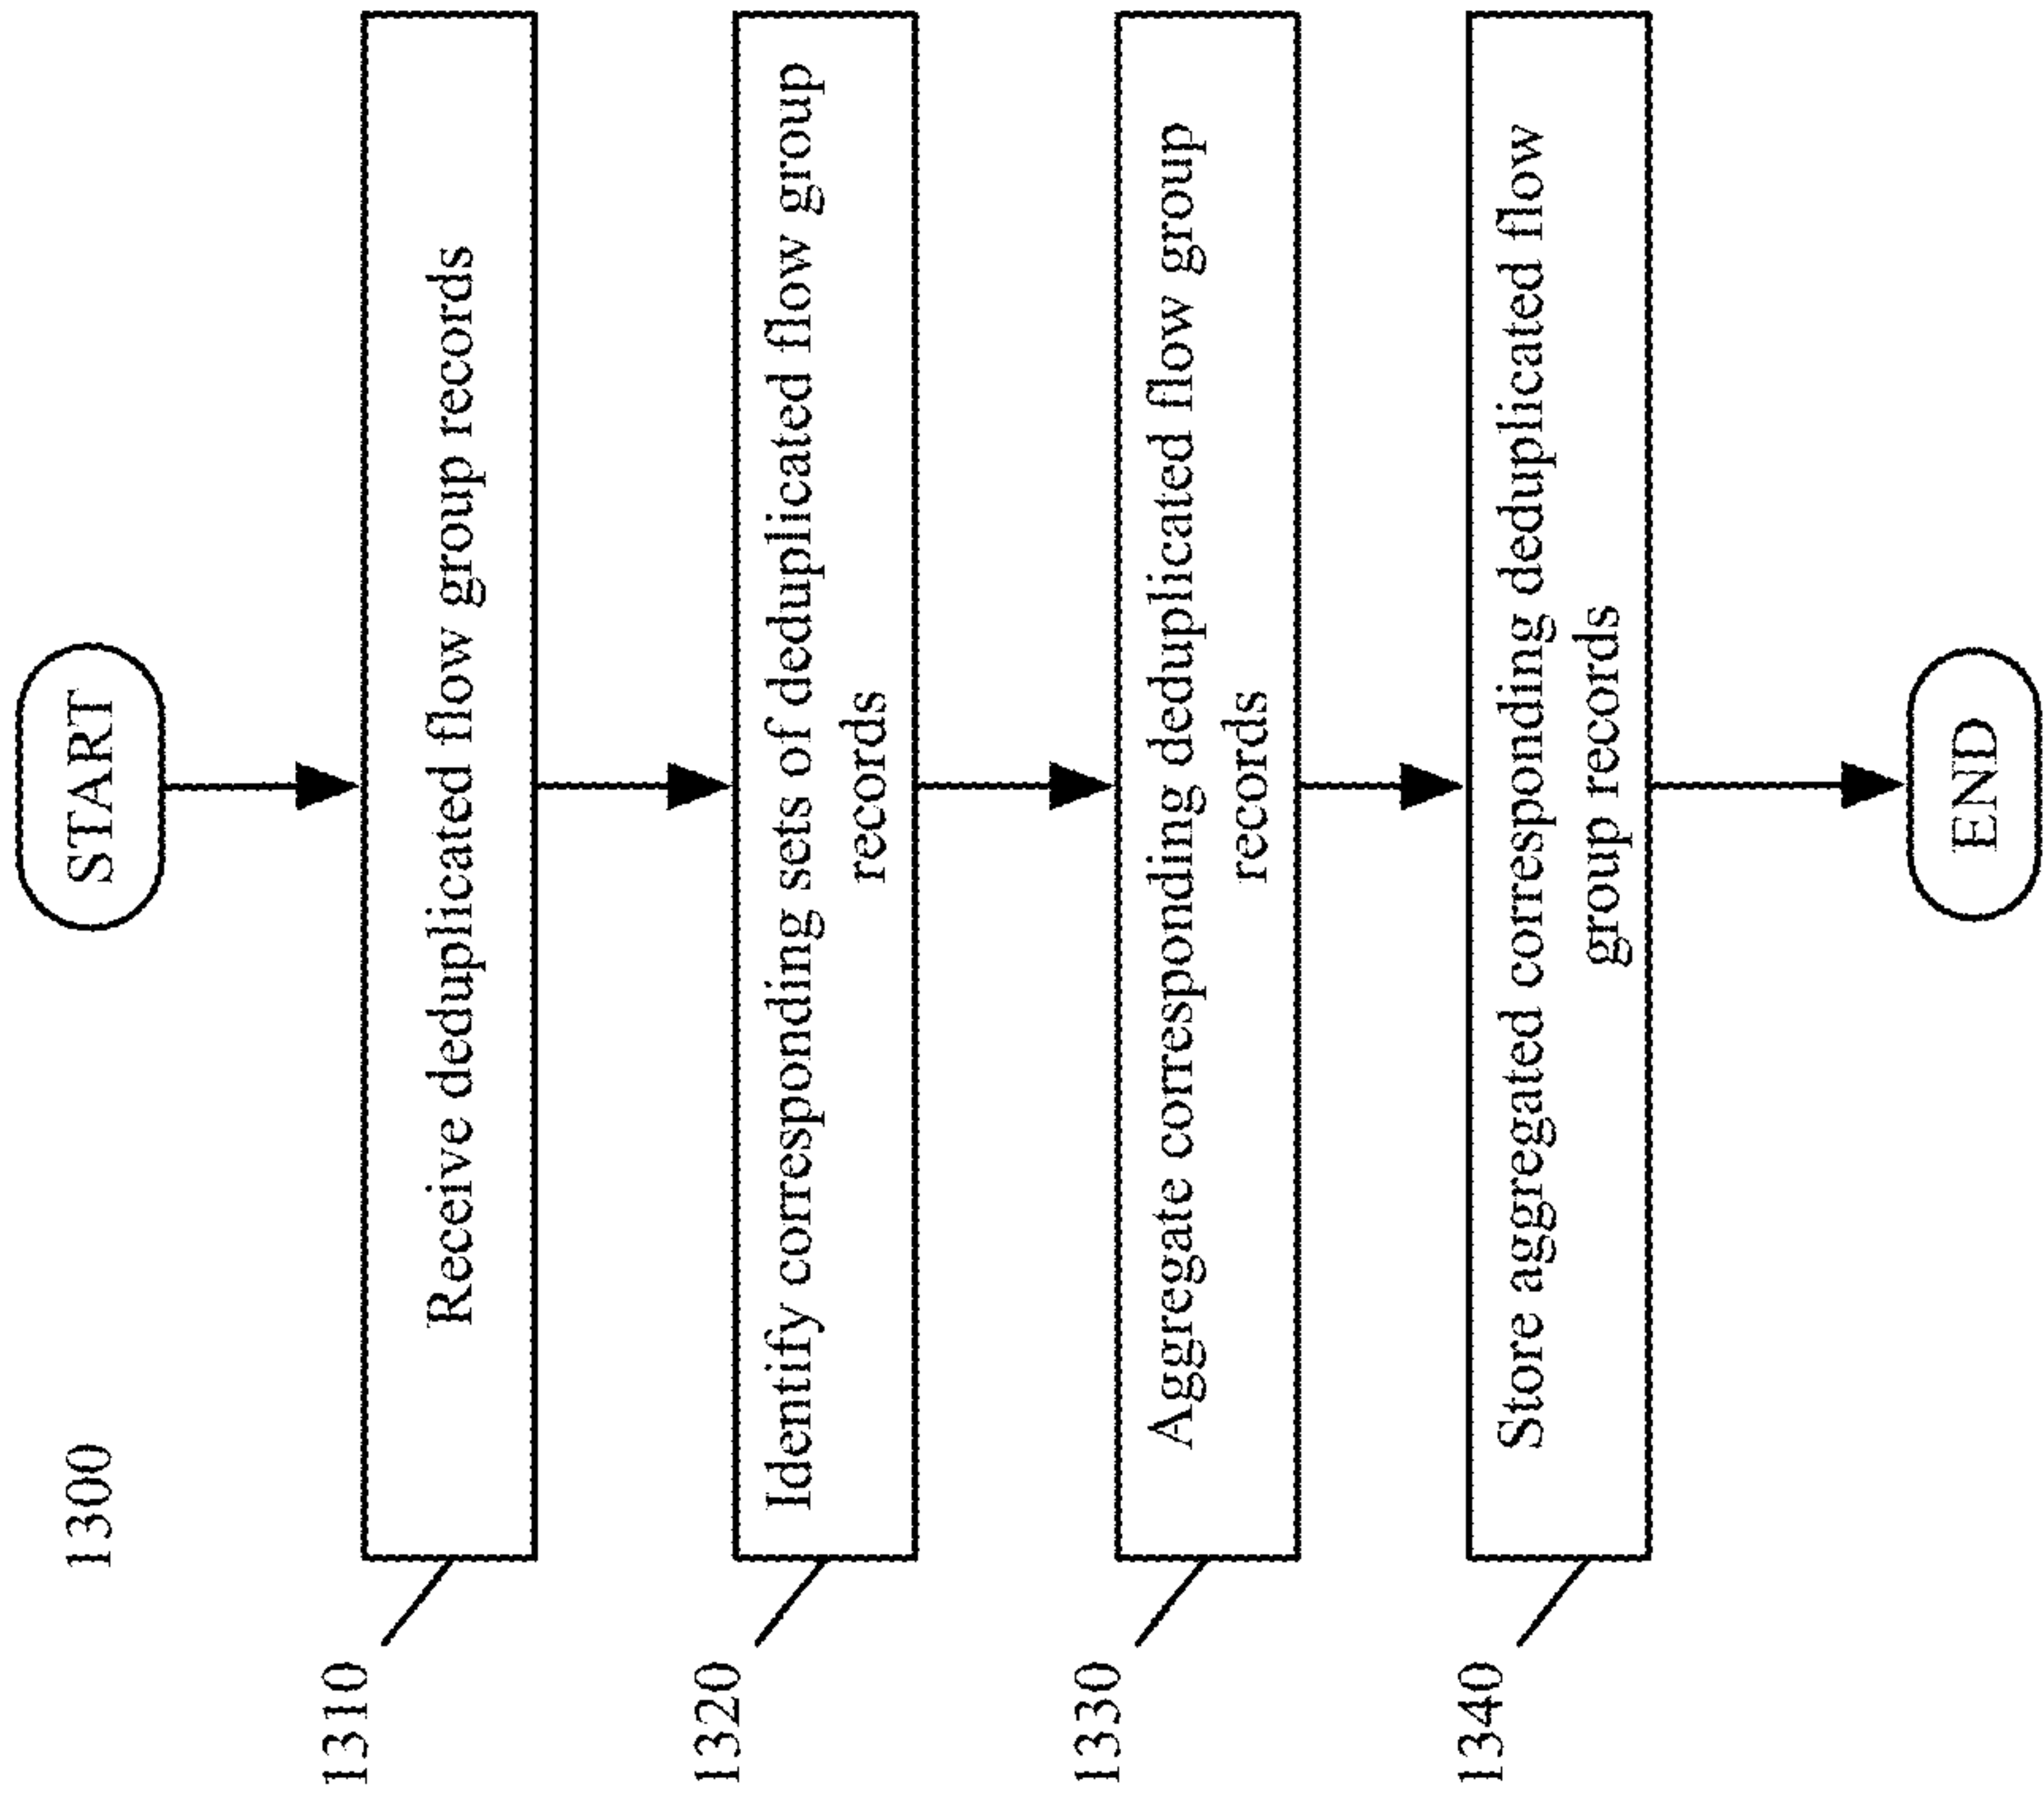 1300
START
1310
Receive deduplicated flow group records
1320
Identify corresponding sets of deduplicated flow group
records
1330
Aggregate corresponding deduplicated flow group
records
1340
Store aggregated corresponding deduplicated flow
group records
END